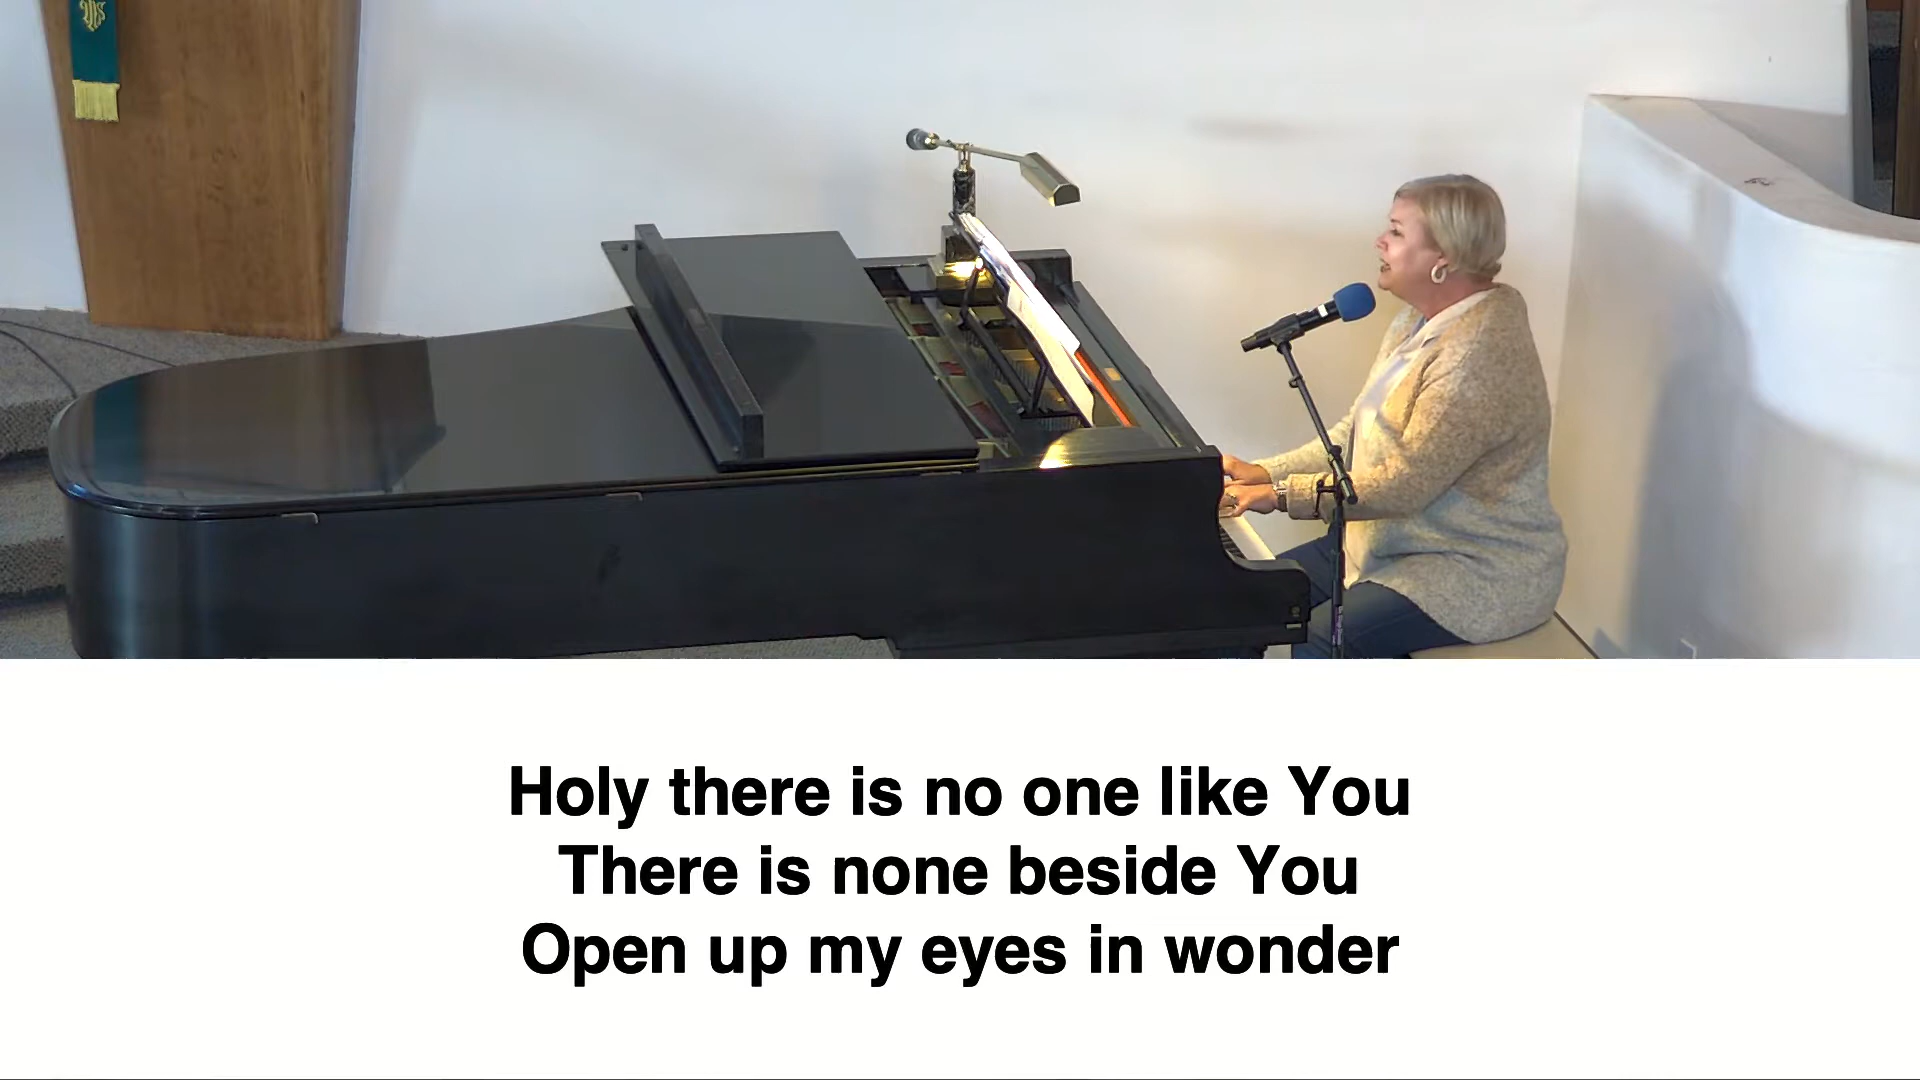 Holy there is no one like You
There is none beside You
Open up my eyes in wonder